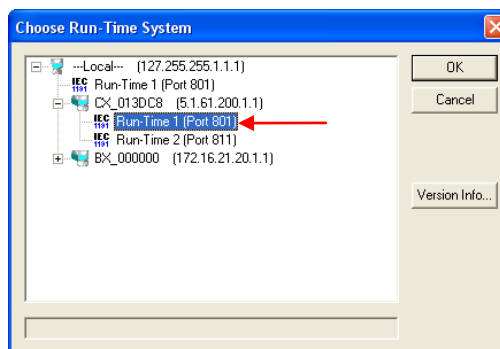 Choose Run-Time System
---Local--- (127.255.255.1.1.1)
IEC 1131 Run-Time 1 (Port 801)
CX_013DC8 (5.1.61.200.1.1)
IEC 1131 Run-Time 1 (Port 801)
IEC 1131 Run-Time 2 (Port 811)
BX_000000 (172.16.21.20.1.1)
OK
Cancel
Version Info...